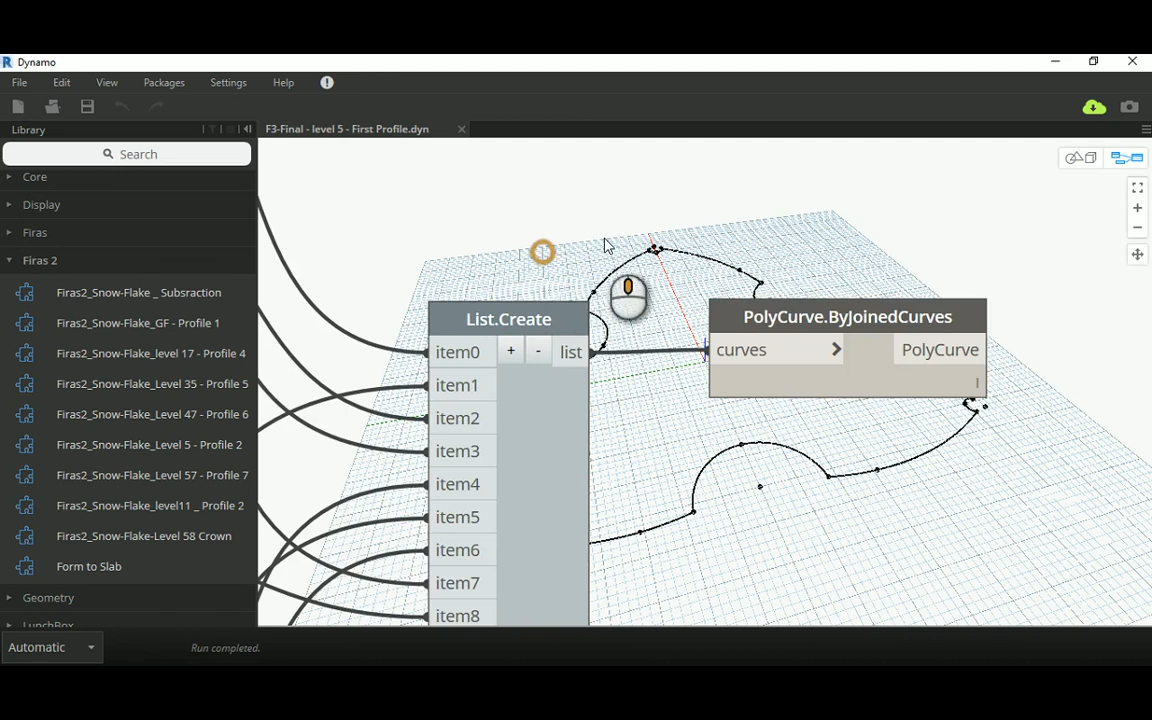 Dynamo
File Edit View Packages Settings Help
Library
F3-Final - level 5 - First Profile.dyn
Search
Core
Display
Firas
Firas 2
Firas2_Snow-Flake _ Subsraction
Firas2_Snow-Flake_GF - Profile 1
Firas2_Snow-Flake_level 17 - Profile 4
Firas2_Snow-Flake_Level 35 - Profile 5
Firas2_Snow-Flake_Level 47 - Profile 6
Firas2_Snow-Flake_Level 5 - Profile 2
Firas2_Snow-Flake_Level 57 - Profile 7
Firas2_Snow-Flake_level11 _ Profile 2
Firas2_Snow-Flake-Level 58 Crown
Form to Slab
Geometry
LunchBox
List.Create
item0 + - list
item1
item2
item3
item4
item5
item6
item7
item8
PolyCurve.ByJoinedCurves
curves > PolyCurve
Automatic
Run completed.